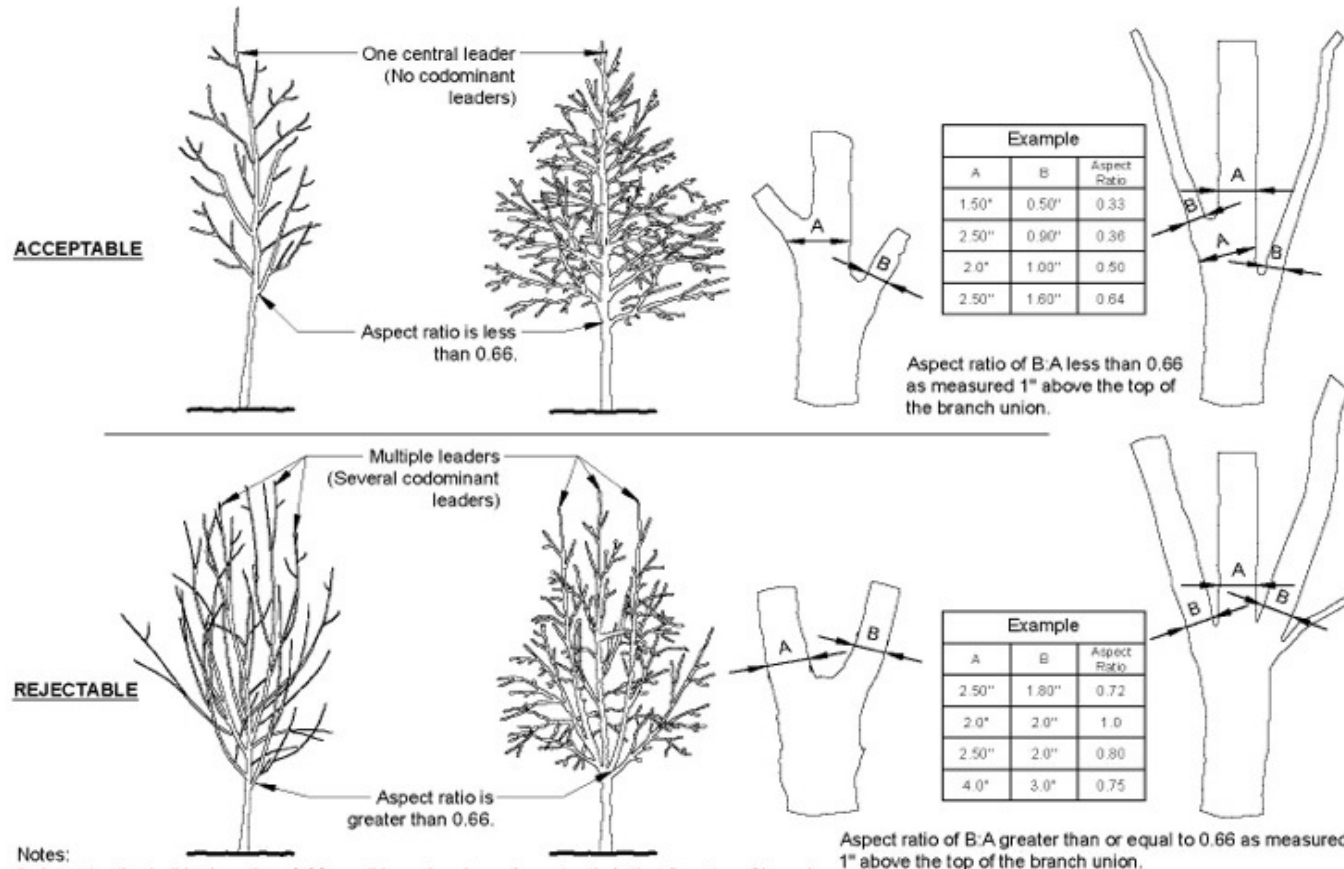 One central leader
(No codominant
leaders)
ACCEPTABLE
Aspect ratio is less
than 0.66.
A
B
Example
A B Aspect Ratio
1.50" 0.50" 0.33
2.50" 0.90" 0.36
2.0" 1.00" 0.50
2.50" 1.60" 0.64
A
B
A
B
Aspect ratio of B:A less than 0.66
as measured 1" above the top of
the branch union.
Multiple leaders
(Several codominant
leaders)
REJECTABLE
Aspect ratio is
greater than 0.66.
A
B
Example
A B Aspect Ratio
2.50" 1.80" 0.72
2.0" 2.0" 1.0
2.50" 2.0" 0.80
4.0" 3.0" 0.75
A
B
B
Aspect ratio of B:A greater than or equal to 0.66 as measured
1" above the top of the branch union.
Notes: